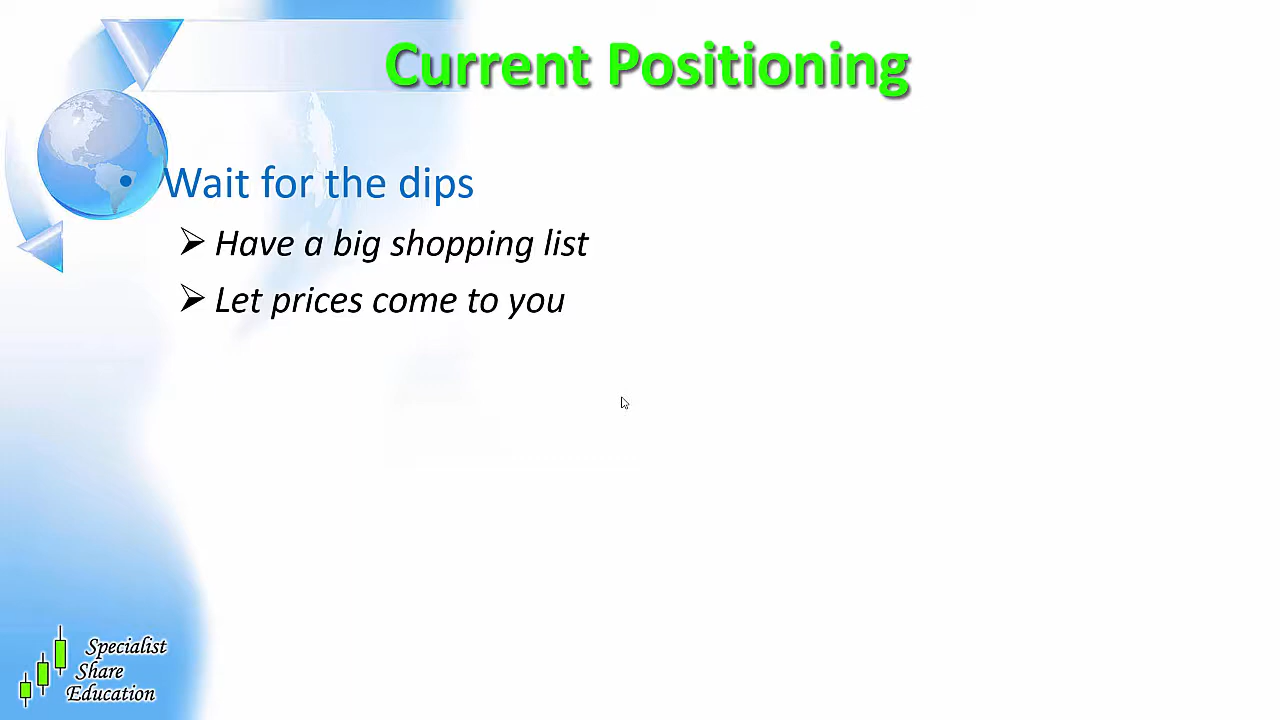 Current Positioning
• Wait for the dips
➢ Have a big shopping list
➢ Let prices come to you
Specialist
Share
Education